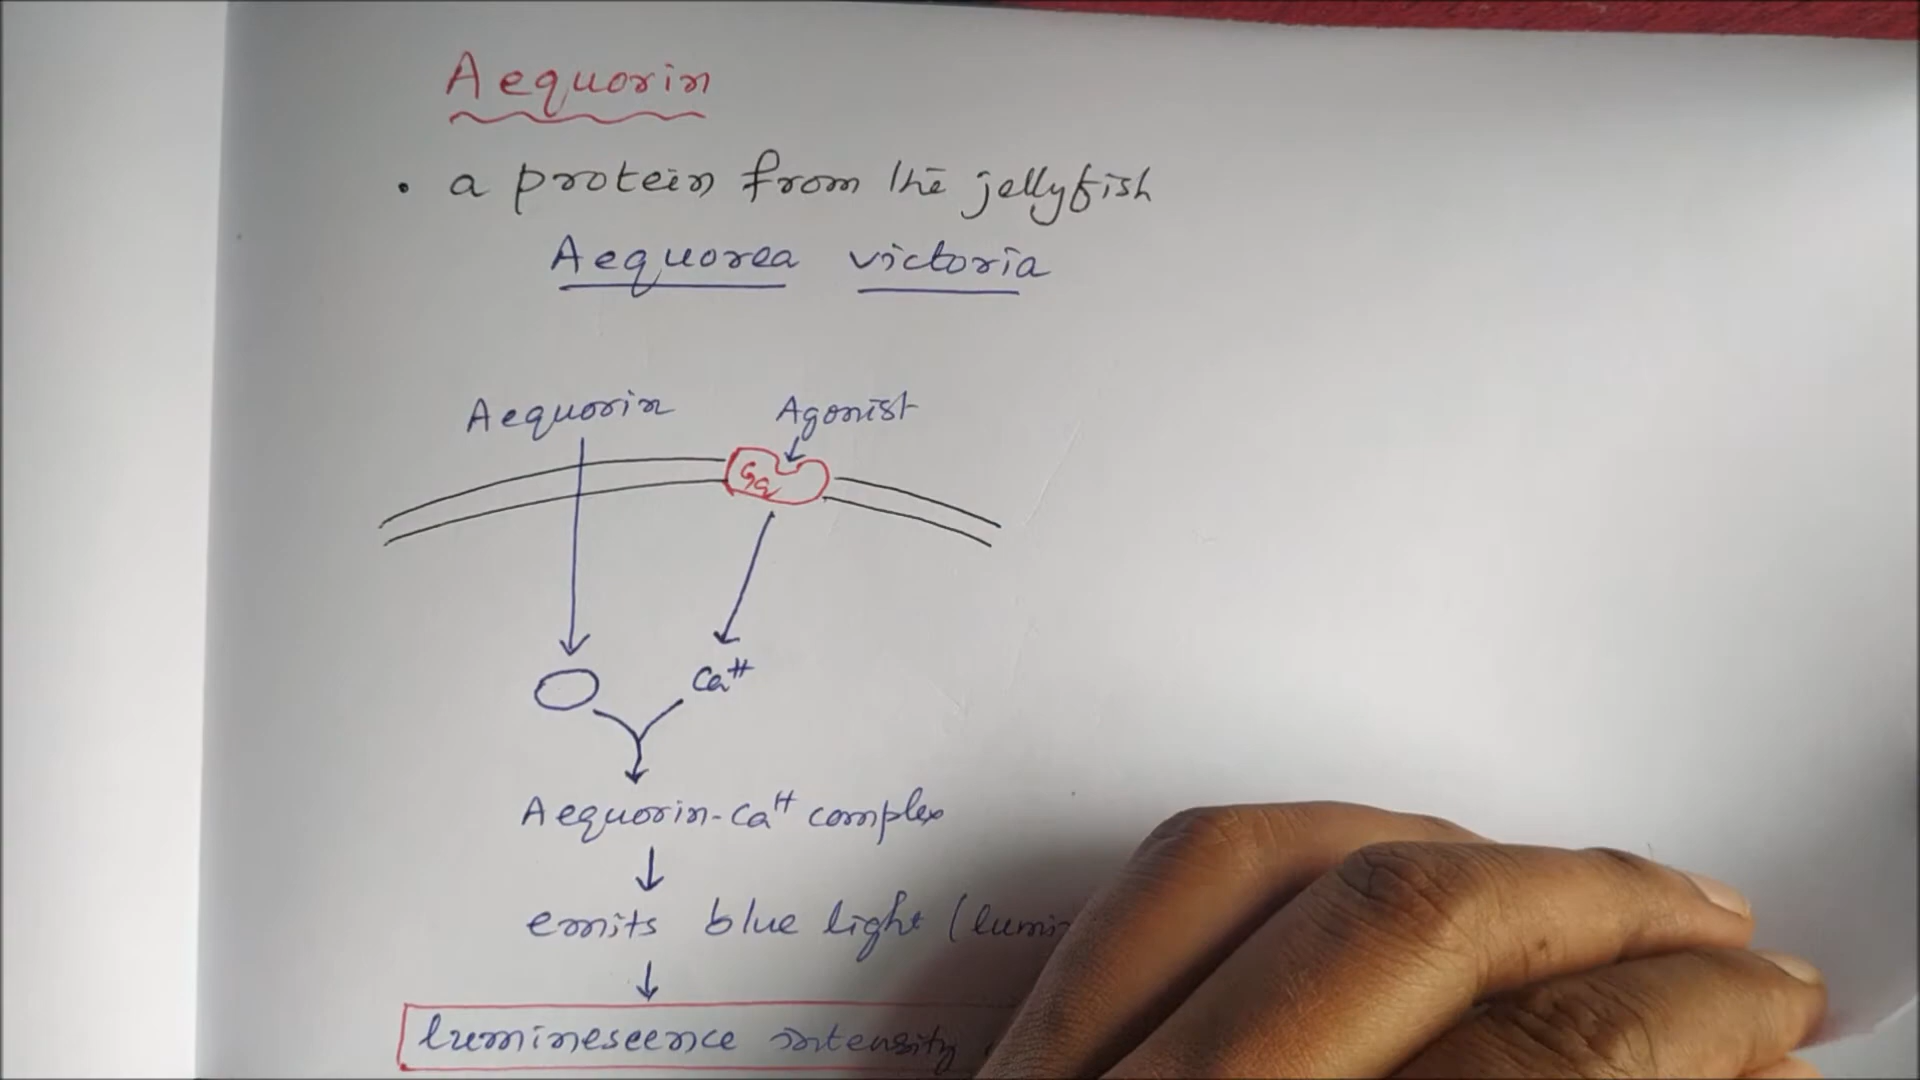 Aequorin
• a protein from the jellyfish
Aequorea victoria
Aequorin
Agonist
Gq
Ca++
Aequorin-Ca++ complex
emits blue light (lumi
luminescence intensity